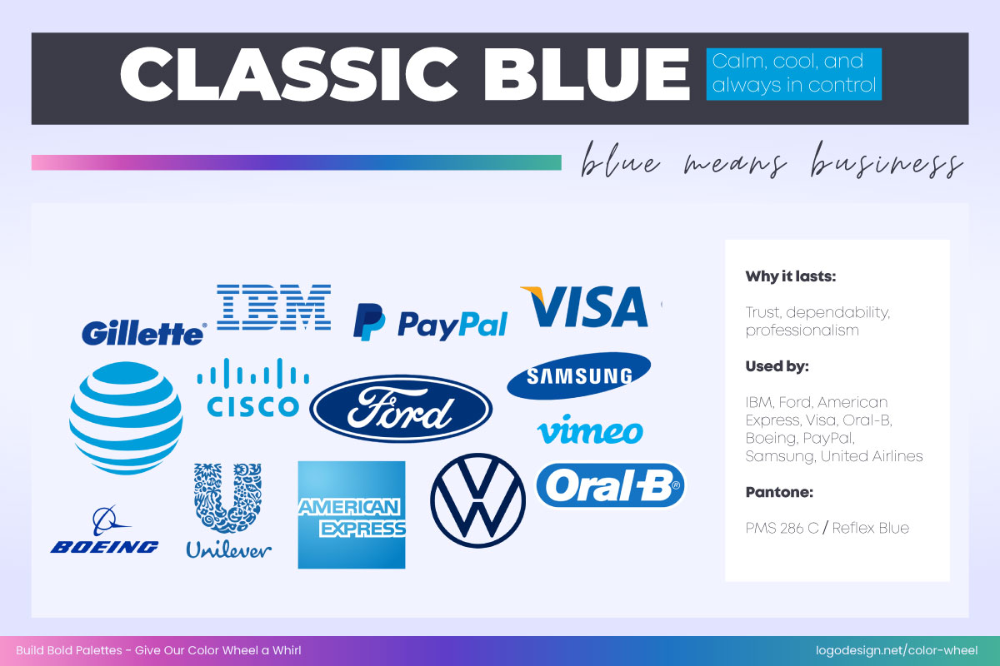 CLASSIC BLUE
Calm, cool, and
always in control
blue means business
Gillette®
IBM
PayPal
VISA
CISCO
Ford
SAMSUNG
vimeo
BOEING
Unilever
AMERICAN
EXPRESS
Oral-B®
Why it lasts:
Trust, dependability,
professionalism
Used by:
IBM, Ford, American
Express, Visa, Oral-B,
Boeing, PayPal,
Samsung, United Airlines
Pantone:
PMS 286 C / Reflex Blue
Build Bold Palettes - Give Our Color Wheel a Whirl
logodesign.net/color-wheel